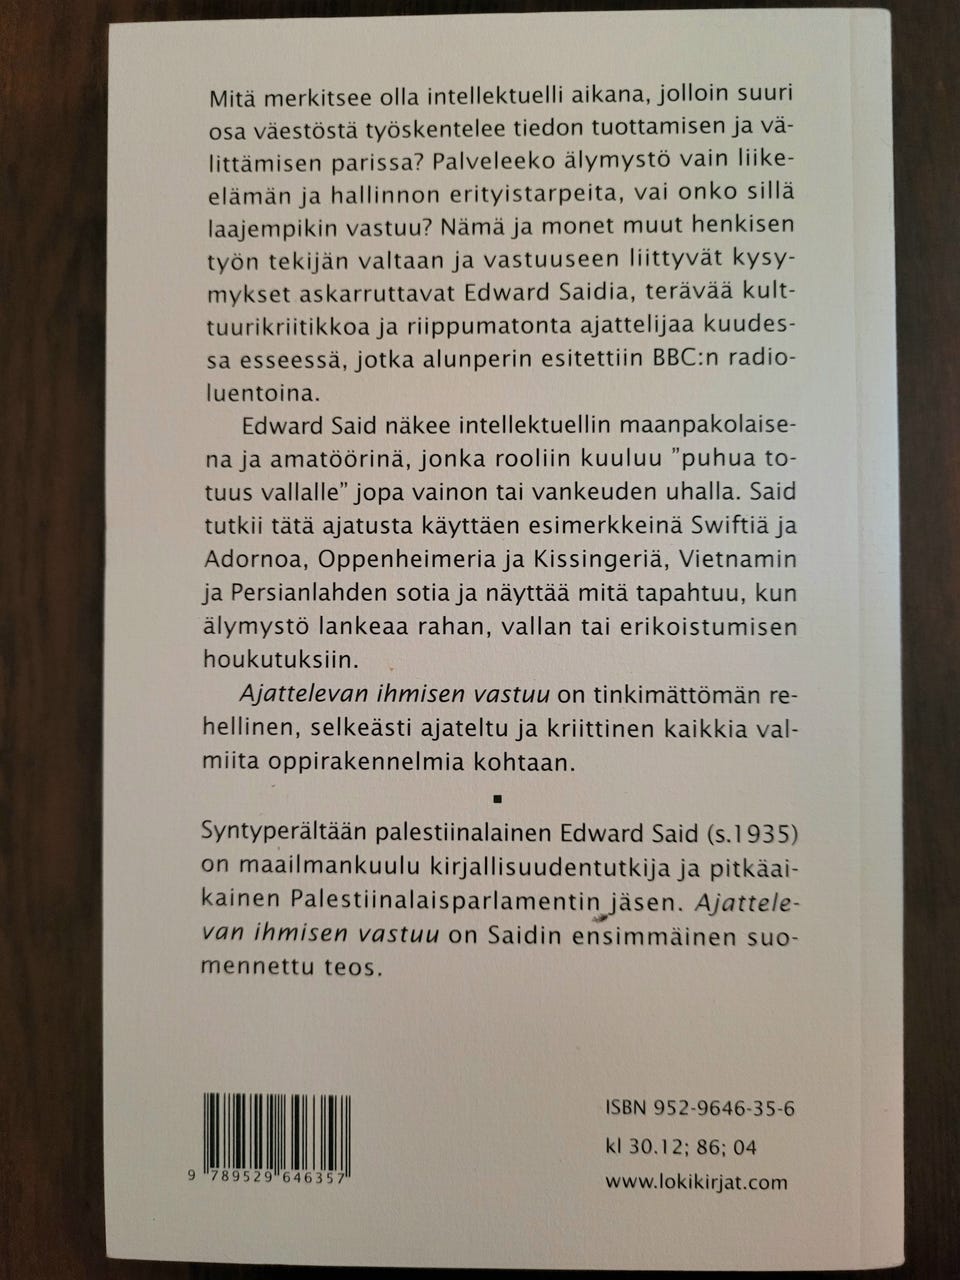 Mitä merkitsee olla intellektuelli aikana, jolloin suuri
osa väestöstä työskentelee tiedon tuottamisen ja vä-
littämisen parissa? Palveleeko älymystö vain liike-
elämän ja hallinnon erityistarpeita, vai onko sillä
laajempikin vastuu? Nämä ja monet muut henkisen
työn tekijän valtaan ja vastuuseen liittyvät kysy-
mykset askarruttavat Edward Saidia, terävää kult-
tuurikriitikkoa ja riippumatonta ajattelijaa kuudes-
sa esseessä, jotka alunperin esitettiin BBC:n radio-
luentoina.
Edward Said näkee intellektuellin maanpakolaise-
na ja amatöörinä, jonka rooliin kuuluu ”puhua to-
tuus vallalle” jopa vainon tai vankeuden uhalla. Said
tutkii tätä ajatusta käyttäen esimerkkeinä Swiftiä ja
Adornoa, Oppenheimeria ja Kissingeriä, Vietnamin
ja Persianlahden sotia ja näyttää mitä tapahtuu, kun
älymystö lankeaa rahan, vallan tai erikoistumisen
houkutuksiin.
Ajattelevan ihmisen vastuu on tinkimättömän re-
hellinen, selkeästi ajateltu ja kriittinen kaikkia val-
miita oppirakennelmia kohtaan.
Syntyperältään palestiinalainen Edward Said (s.1935)
on maailmankuulu kirjallisuudentutkija ja pitkäai-
kainen Palestiinalaisparlamentin jäsen. Ajattele-
van ihmisen vastuu on Saidin ensimmäinen suo-
mennettu teos.
ISBN 952-9646-35-6
kl 30.12; 86; 04
www.lokikirjat.com
9 789529 646357